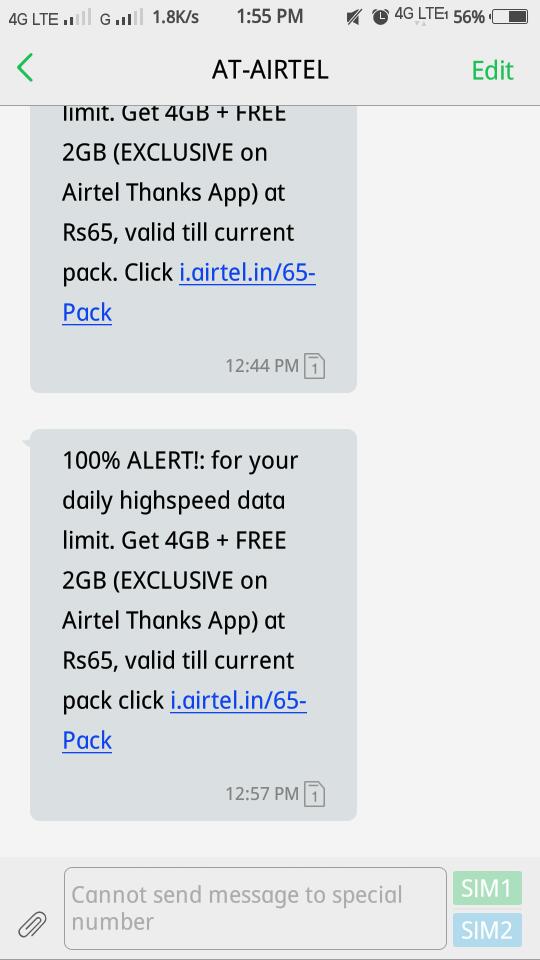 4G LTE G 1.8K/s 1:55 PM 4G LTE1 56%
AT-AIRTEL
Edit
limit. Get 4GB + FREE
2GB (EXCLUSIVE on
Airtel Thanks App) at
Rs65, valid till current
pack. Click i.airtel.in/65-
Pack
12:44 PM 1
100% ALERT!: for your
daily highspeed data
limit. Get 4GB + FREE
2GB (EXCLUSIVE on
Airtel Thanks App) at
Rs65, valid till current
pack click i.airtel.in/65-
Pack
12:57 PM 1
Cannot send message to special
number
SIM1
SIM2